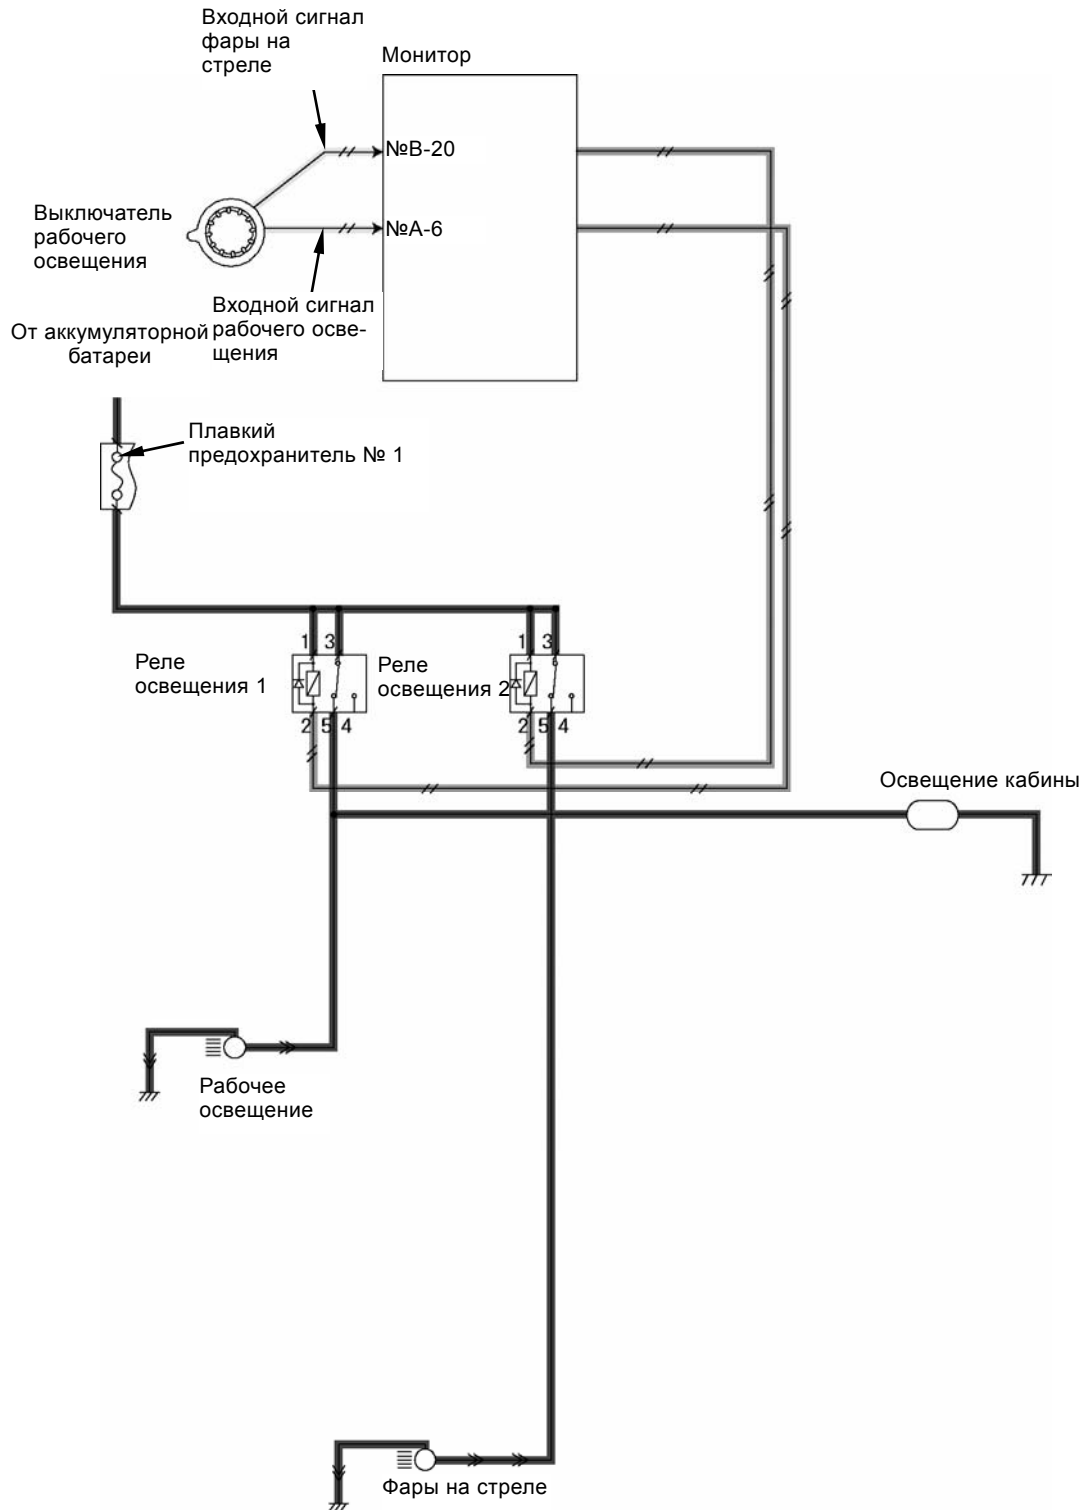 Входной сигнал
фары на
стреле
Монитор
№B-20
Выключатель
рабочего
освещения
№A-6
Входной сигнал
рабочего осве-
щения
От аккумуляторной
батареи
Плавкий
предохранитель № 1
1 3
Реле
освещения 1
2 5 4
1 3
Реле
освещения 2
2 5 4
Освещение кабины
Рабочее
освещение
Фары на стреле